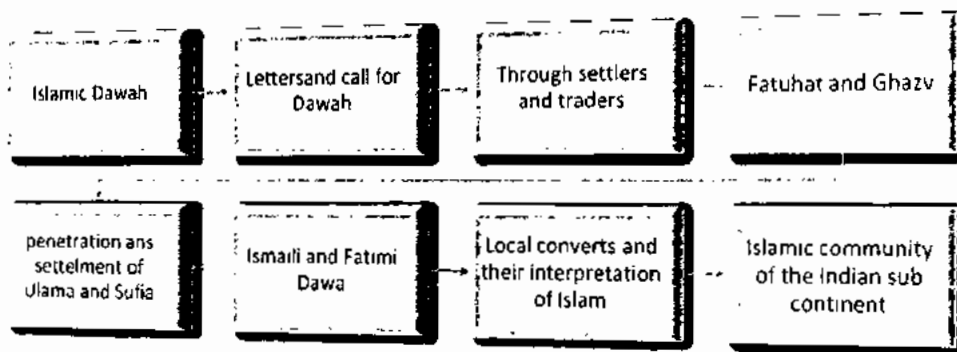 Islamic Dawah
Lettersand call for
Dawah
Through settlers
and traders
Fatuhat and Ghazv
penetration ans
settelment of
Ulama and Sufia
Ismaili and Fatimi
Dawa
Local converts and
their interpretation
of Islam
Islamic community
of the Indian sub
continent